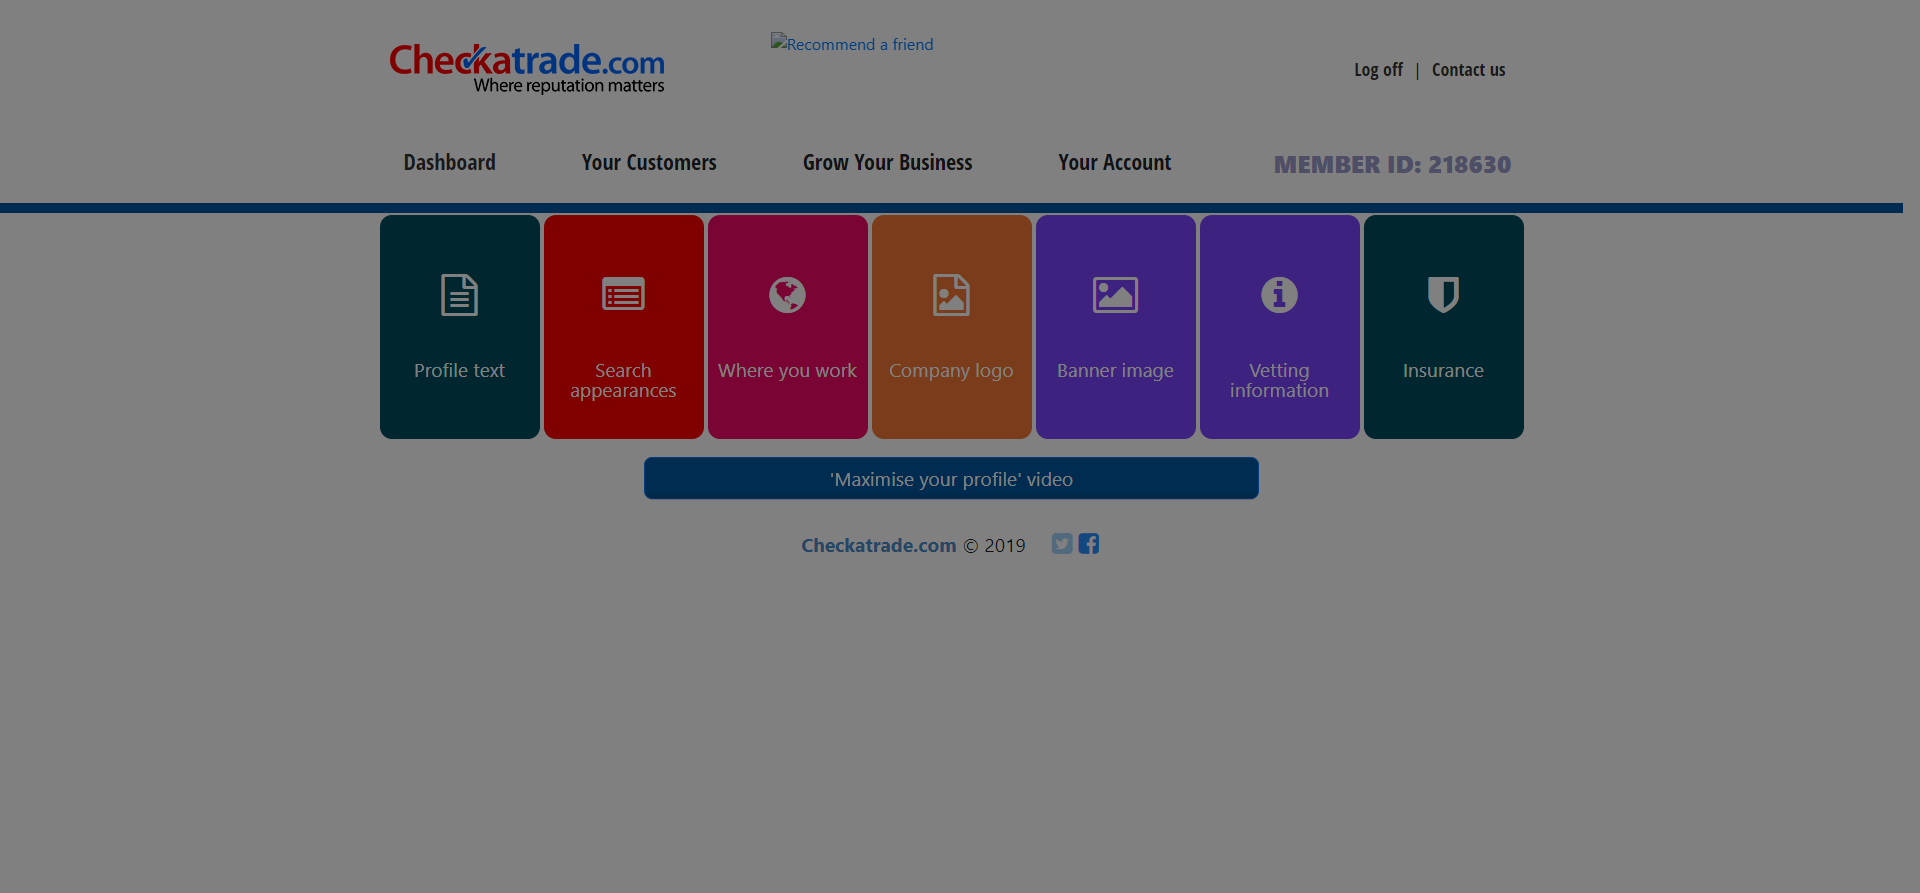 Checkatrade.com
Where reputation matters
Recommend a friend
Log off | Contact us
Dashboard
Your Customers
Grow Your Business
Your Account
MEMBER ID: 218630
Profile text
Search
appearances
Where you work
Company logo
Banner image
Vetting
information
Insurance
'Maximise your profile' video
Checkatrade.com © 2019